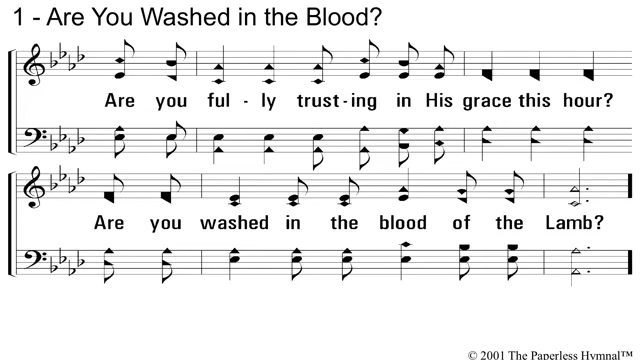 1 - Are You Washed in the Blood?
Are you ful - ly trust-ing in His grace this hour?
Are you washed in the blood of the Lamb?
© 2001 The Paperless Hymnal™